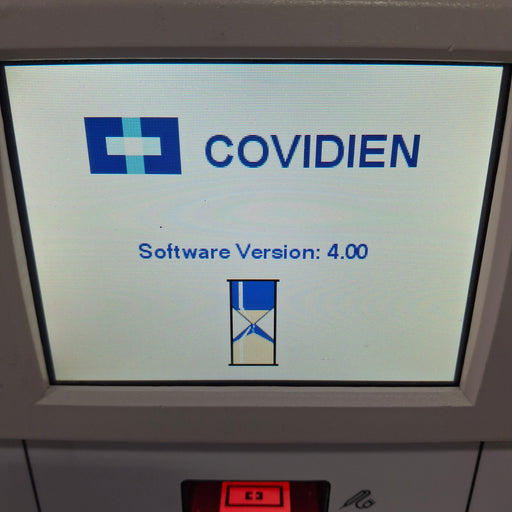 COVIDIEN
Software Version: 4.00